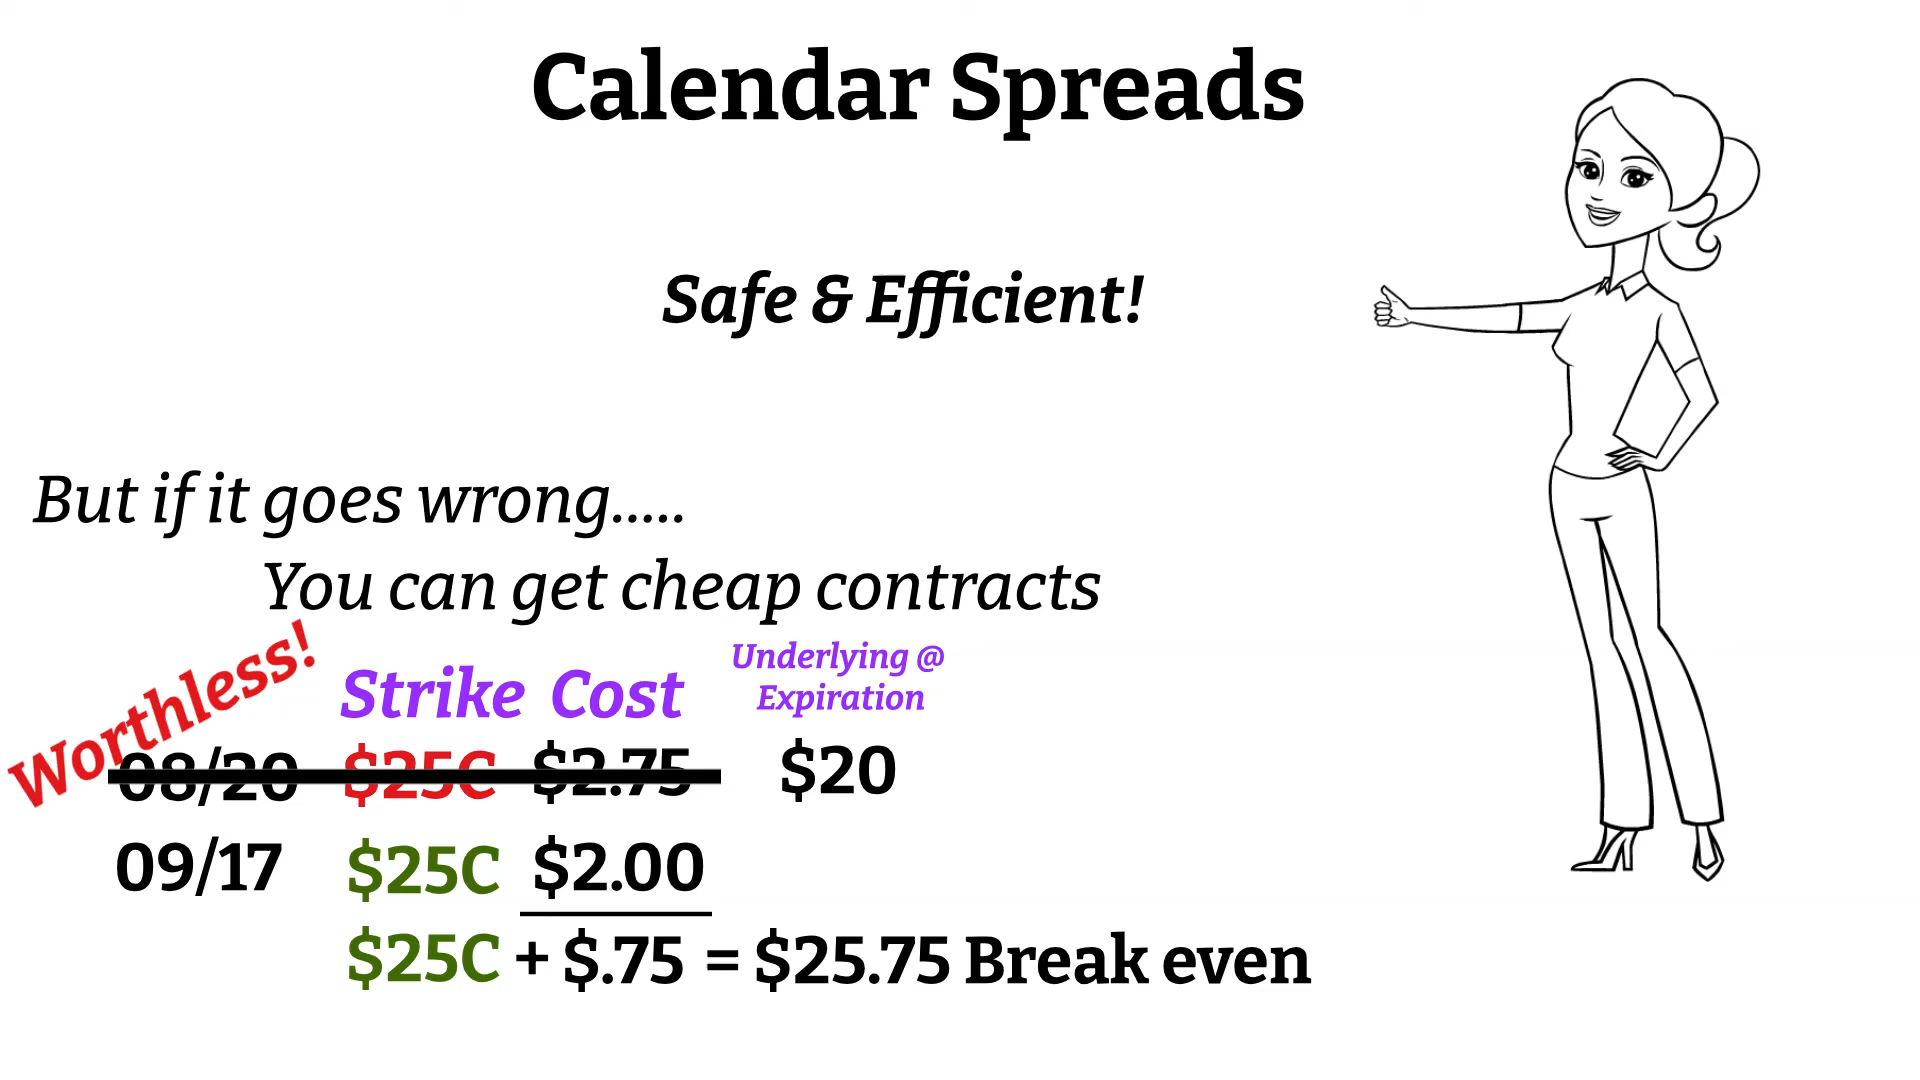 Calendar Spreads
Safe & Efficient!
But if it goes wrong.....
You can get cheap contracts
Worthless!
Strike Cost Underlying @
Expiration
08/20 $25C $2.75 $20
09/17 $25C $2.00
$25C + $.75 = $25.75 Break even